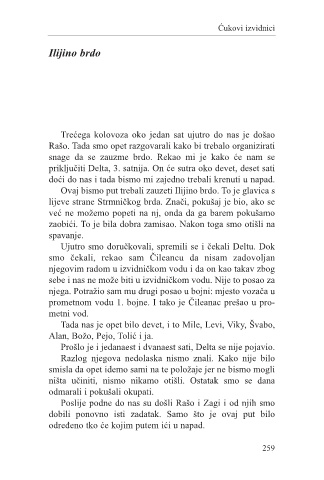 Ćukovi izvidnici
Ilijino brdo
Trećega kolovoza oko jedan sat ujutro do nas je došao
Rašo. Tada smo opet razgovarali kako bi trebalo organizirati
snage da se zauzme brdo. Rekao mi je kako će nam se
priključiti Delta, 3. satnija. On će sutra oko devet, deset sati
doći do nas i tada bismo mi zajedno trebali krenuti u napad.
Ovaj bismo put trebali zauzeti Ilijino brdo. To je glavica s
lijeve strane Strmničkog brda. Znači, pokušaj je bio, ako se
već ne možemo popeti na nj, onda da ga barem pokušamo
zaobići. To je bila dobra zamisao. Nakon toga smo otišli na
spavanje.
Ujutro smo doručkovali, spremili se i čekali Deltu. Dok
smo čekali, rekao sam Čileancu da nisam zadovoljan
njegovim radom u izvidničkom vodu i da on kao takav zbog
sebe i nas ne može biti u izvidničkom vodu. Nije to posao za
njega. Potražio sam mu drugi posao u bojni: mjesto vozača u
prometnom vodu 1. bojne. I tako je Čileanac prešao u pro-
metni vod.
Tada nas je opet bilo devet, i to Mile, Levi, Viky, Švabo,
Alan, Božo, Pejo, Tolić i ja.
Prošlo je i jedanaest i dvanaest sati, Delta se nije pojavio.
Razlog njegova nedolaska nismo znali. Kako nije bilo
smisla da opet idemo sami na te položaje jer ne bismo mogli
ništa učiniti, nismo nikamo otišli. Ostatak smo se dana
odmarali i pokušali okupati.
Poslije podne do nas su došli Rašo i Zagi i od njih smo
dobili ponovno isti zadatak. Samo što je ovaj put bilo
određeno tko će kojim putem ići u napad.
259